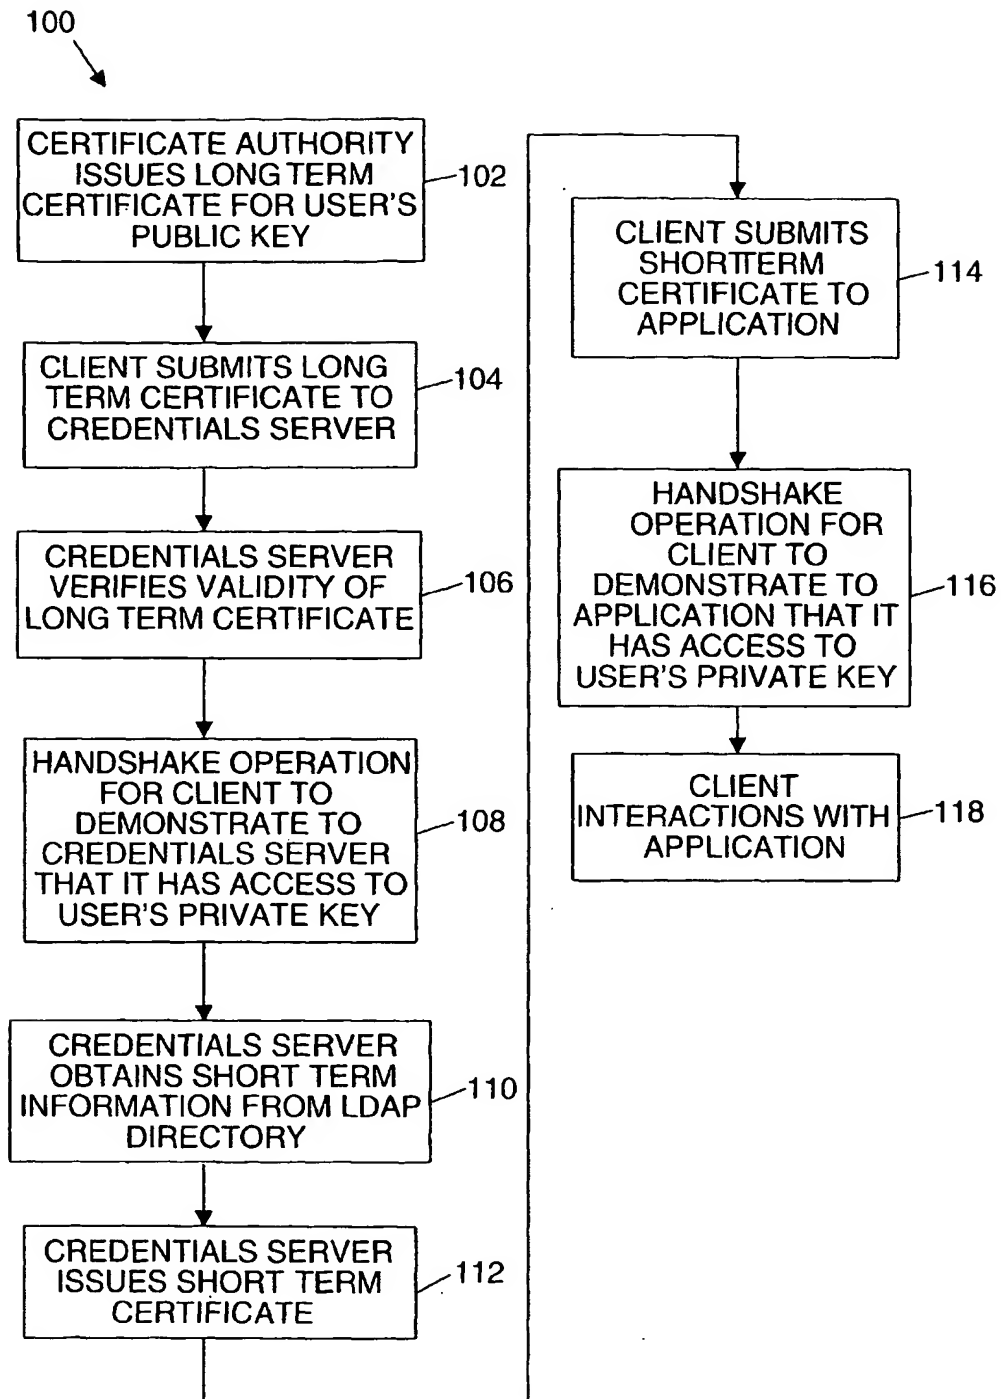 100
CERTIFICATE AUTHORITY
ISSUES LONG TERM
CERTIFICATE FOR USER'S
PUBLIC KEY
102
CLIENT SUBMITS LONG
TERM CERTIFICATE TO
CREDENTIALS SERVER
104
CREDENTIALS SERVER
VERIFIES VALIDITY OF
LONG TERM CERTIFICATE
106
HANDSHAKE OPERATION
FOR CLIENT TO
DEMONSTRATE TO
CREDENTIALS SERVER
THAT IT HAS ACCESS TO
USER'S PRIVATE KEY
108
CREDENTIALS SERVER
OBTAINS SHORT TERM
INFORMATION FROM LDAP
DIRECTORY
110
CREDENTIALS SERVER
ISSUES SHORT TERM
CERTIFICATE
112
CLIENT SUBMITS
SHORTTERM
CERTIFICATE TO
APPLICATION
114
HANDSHAKE
OPERATION FOR
CLIENT TO
DEMONSTRATE TO
APPLICATION THAT IT
HAS ACCESS TO
USER'S PRIVATE KEY
116
CLIENT
INTERACTIONS WITH
APPLICATION
118